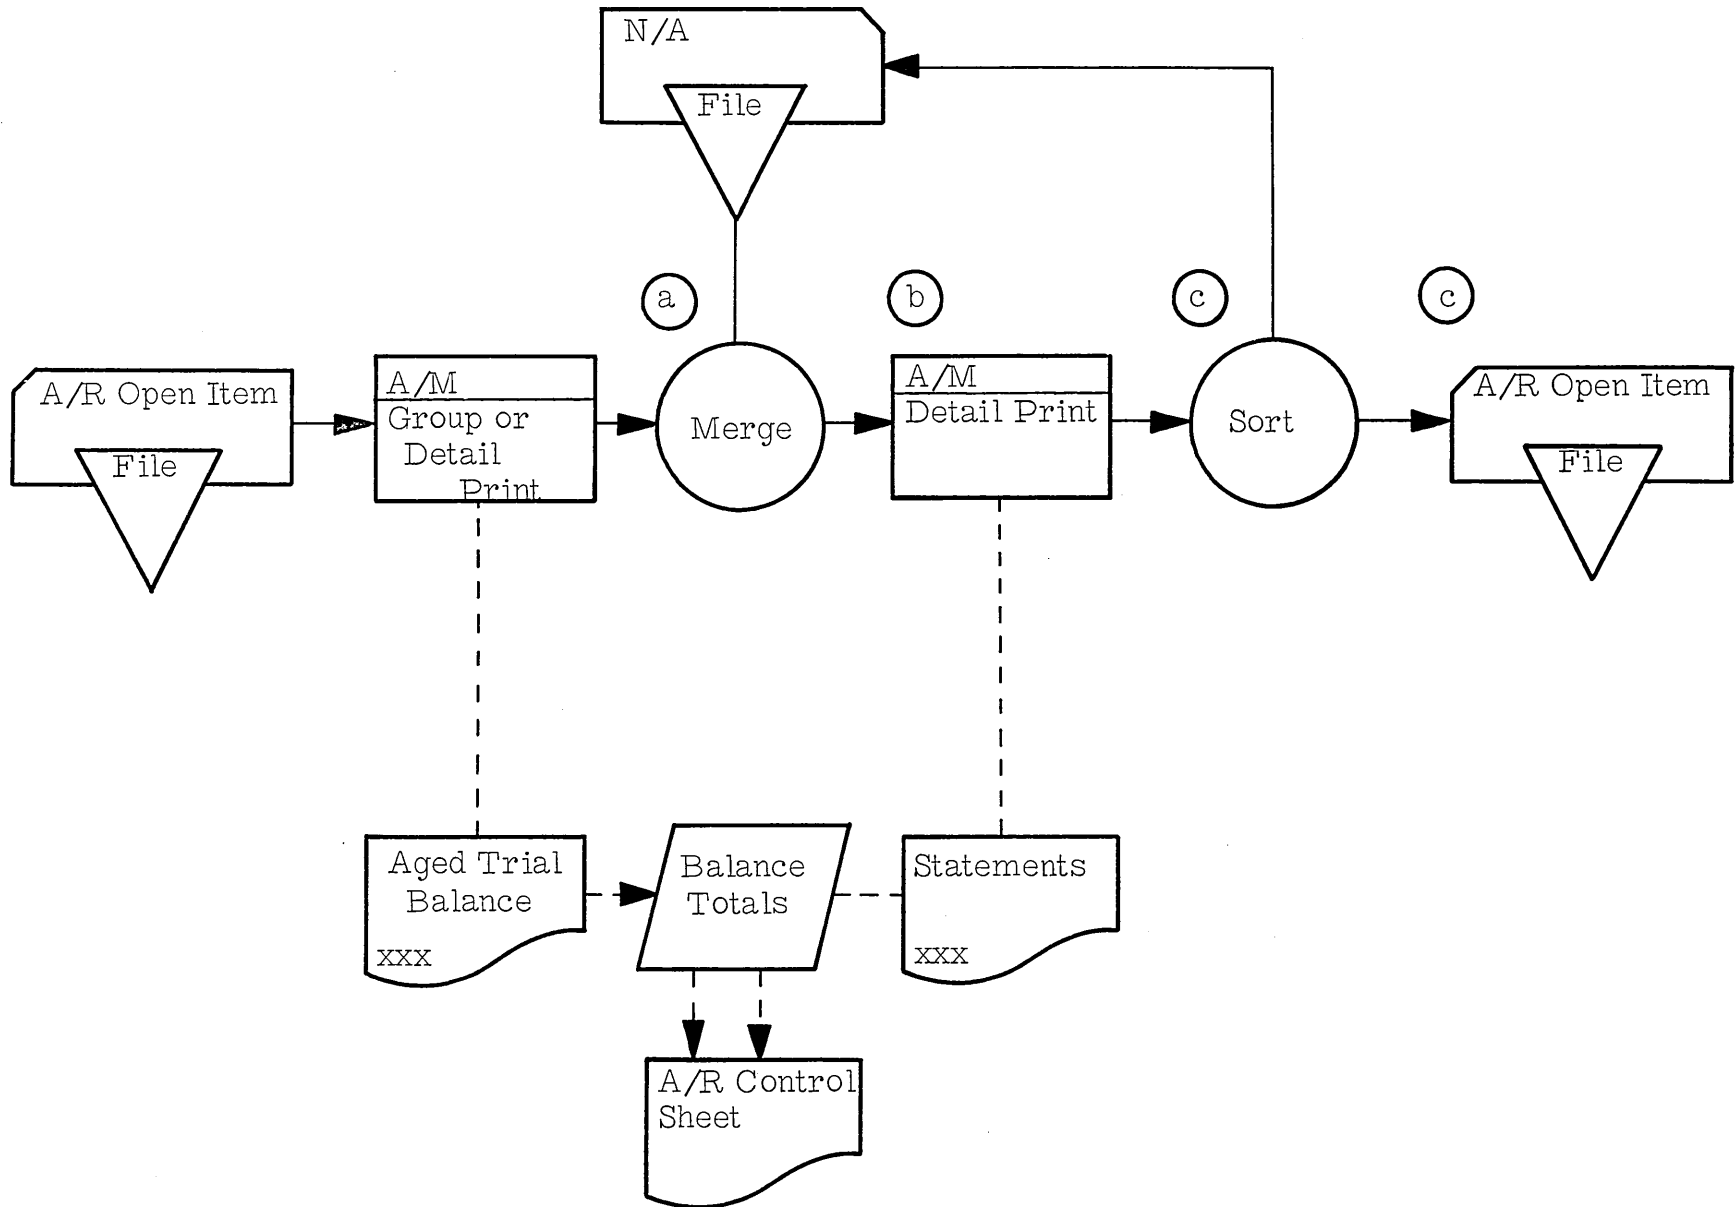 N/A
File
a
b
c
c
A/R Open Item
File
A/M
Group or
Detail
Print
Merge
A/M
Detail Print
Sort
A/R Open Item
File
Aged Trial
Balance
xxx
Balance
Totals
Statements
xxx
A/R Control
Sheet